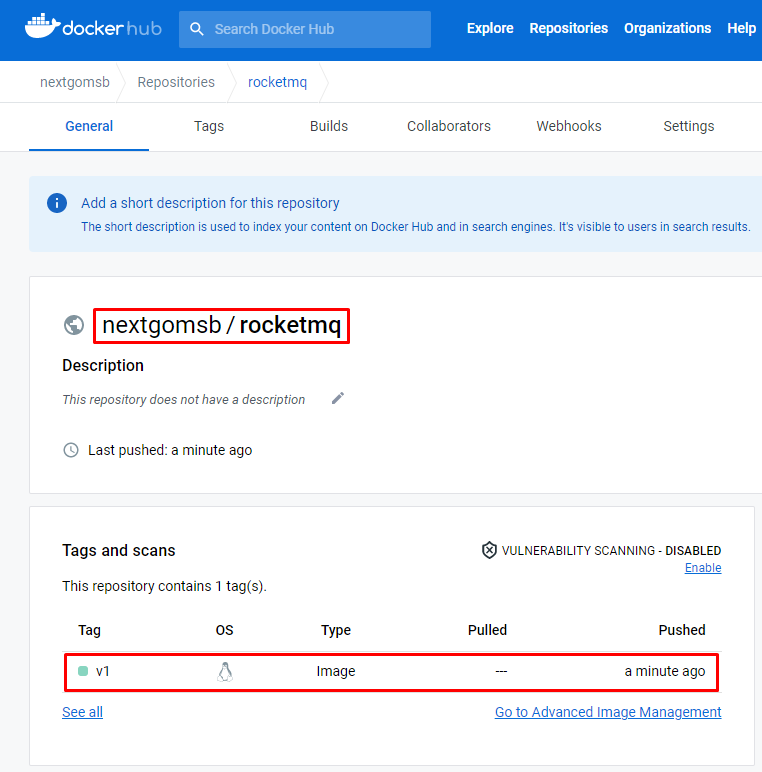 docker hub
Search Docker Hub
Explore Repositories Organizations Help
nextgomsb Repositories rocketmq
General Tags Builds Collaborators Webhooks Settings
Add a short description for this repository
The short description is used to index your content on Docker Hub and in search engines. It's visible to users in search results.
nextgomsb / rocketmq
Description
This repository does not have a description
Last pushed: a minute ago
Tags and scans
VULNERABILITY SCANNING - DISABLED
Enable
This repository contains 1 tag(s).
Tag OS Type Pulled Pushed
v1 Image --- a minute ago
See all Go to Advanced Image Management